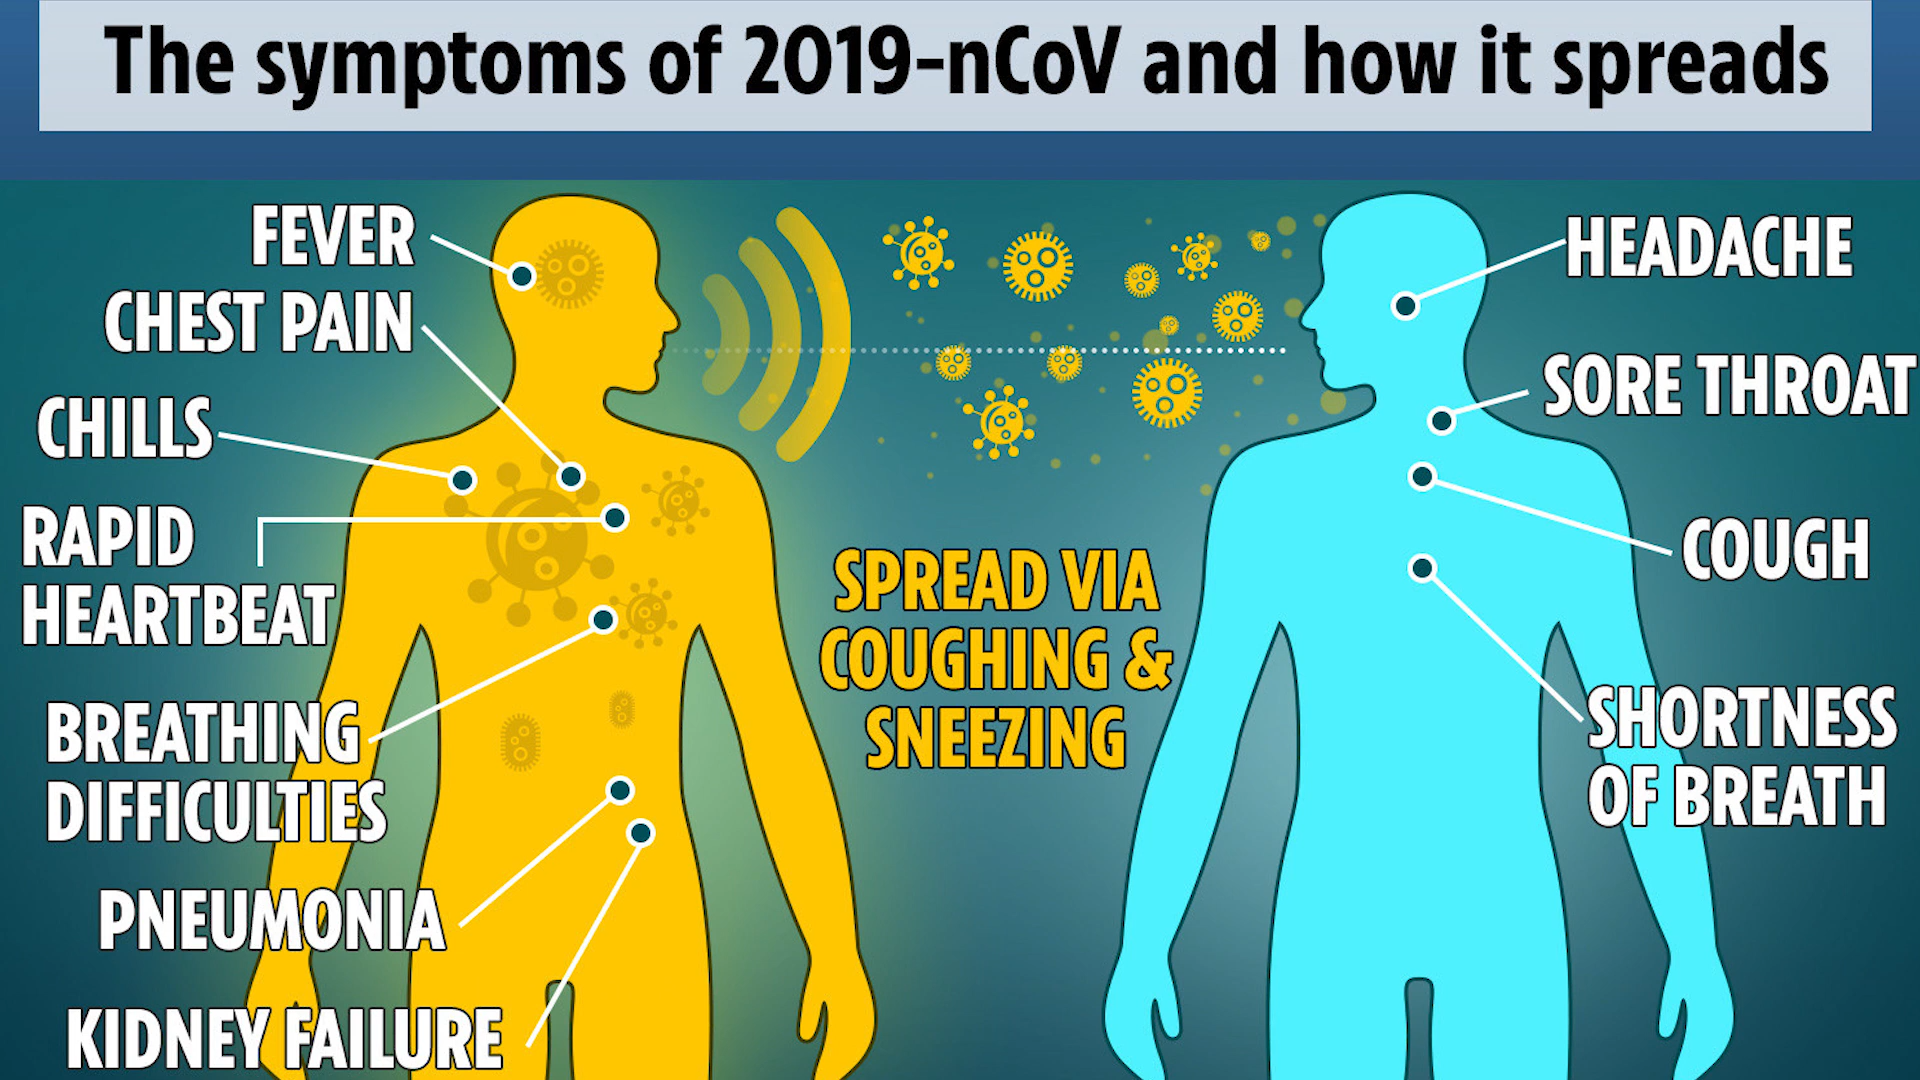 The symptoms of 2019-nCoV and how it spreads
FEVER
CHEST PAIN
CHILLS
RAPID
HEARTBEAT
BREATHING
DIFFICULTIES
PNEUMONIA
KIDNEY FAILURE
SPREAD VIA
COUGHING &
SNEEZING
HEADACHE
SORE THROAT
COUGH
SHORTNESS
OF BREATH